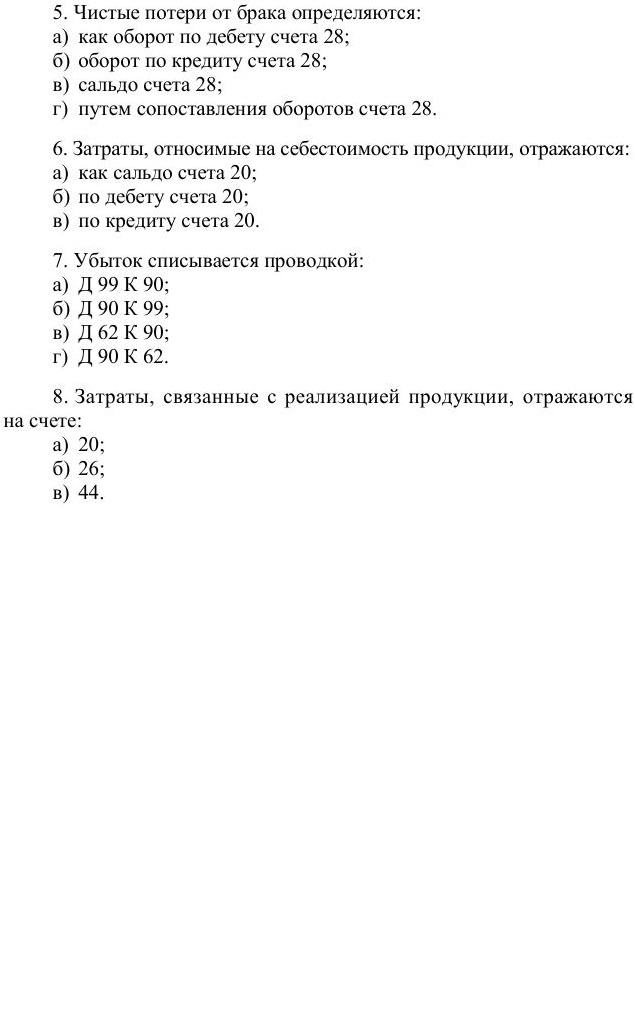 5. Чистые потери от брака определяются:
а) как оборот по дебету счета 28;
б) оборот по кредиту счета 28;
в) сальдо счета 28;
г) путем сопоставления оборотов счета 28.
6. Затраты, относимые на себестоимость продукции, отражаются:
а) как сальдо счета 20;
б) по дебету счета 20;
в) по кредиту счета 20.
7. Убыток списывается проводкой:
а) Д 99 К 90;
б) Д 90 К 99;
в) Д 62 К 90;
г) Д 90 К 62.
8. Затраты, связанные с реализацией продукции, отражаются
на счете:
а) 20;
б) 26;
в) 44.